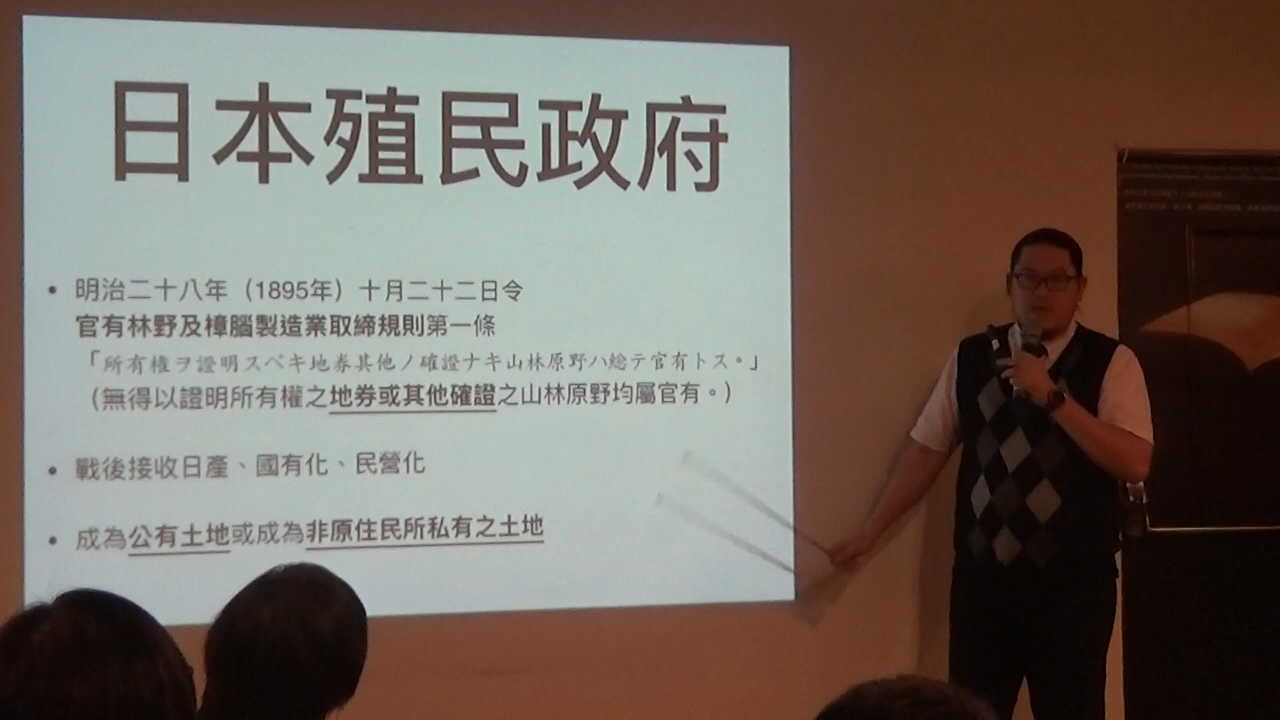 日本殖民政府
• 明治二十八年（1895年）十月二十二日令
官有林野及樟腦製造業取締規則第一條
「所有權ヲ證明スベキ地券其他ノ確證ナキ山林原野ハ総テ官有トス。」
（無得以證明所有權之地券或其他確證之山林原野均屬官有。）
• 戰後接收日產、國有化、民營化
• 成為公有土地或成為非原住民所私有之土地